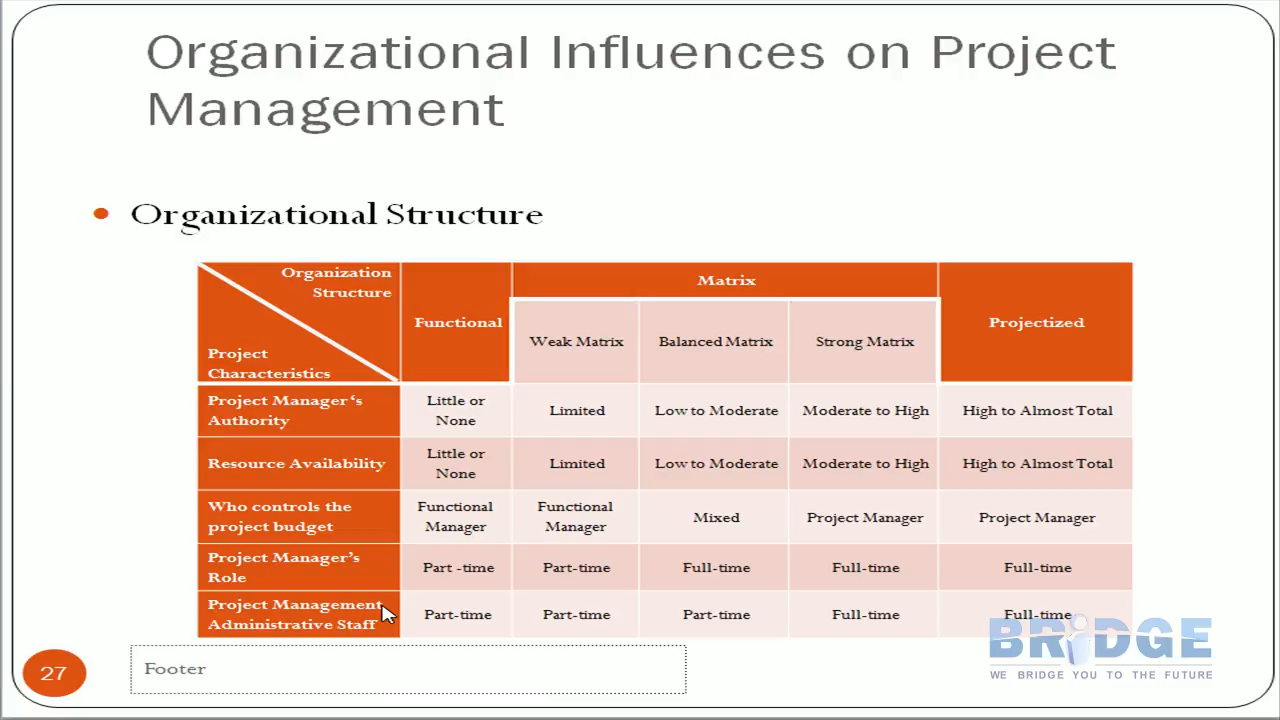 Organizational Influences on Project
Management
• Organizational Structure
Organization
Structure
Project
Characteristics
Functional
Matrix
Projectized
Weak Matrix
Balanced Matrix
Strong Matrix
Project Manager‘s
Authority
Little or
None
Limited
Low to Moderate
Moderate to High
High to Almost Total
Resource Availability
Little or
None
Limited
Low to Moderate
Moderate to High
High to Almost Total
Who controls the
project budget
Functional
Manager
Functional
Manager
Mixed
Project Manager
Project Manager
Project Manager’s
Role
Part -time
Part-time
Full-time
Full-time
Full-time
Project Management
Administrative Staff
Part-time
Part-time
Part-time
Full-time
Full-time
27
Footer
BRiDGE
WE BRIDGE YOU TO THE FUTURE